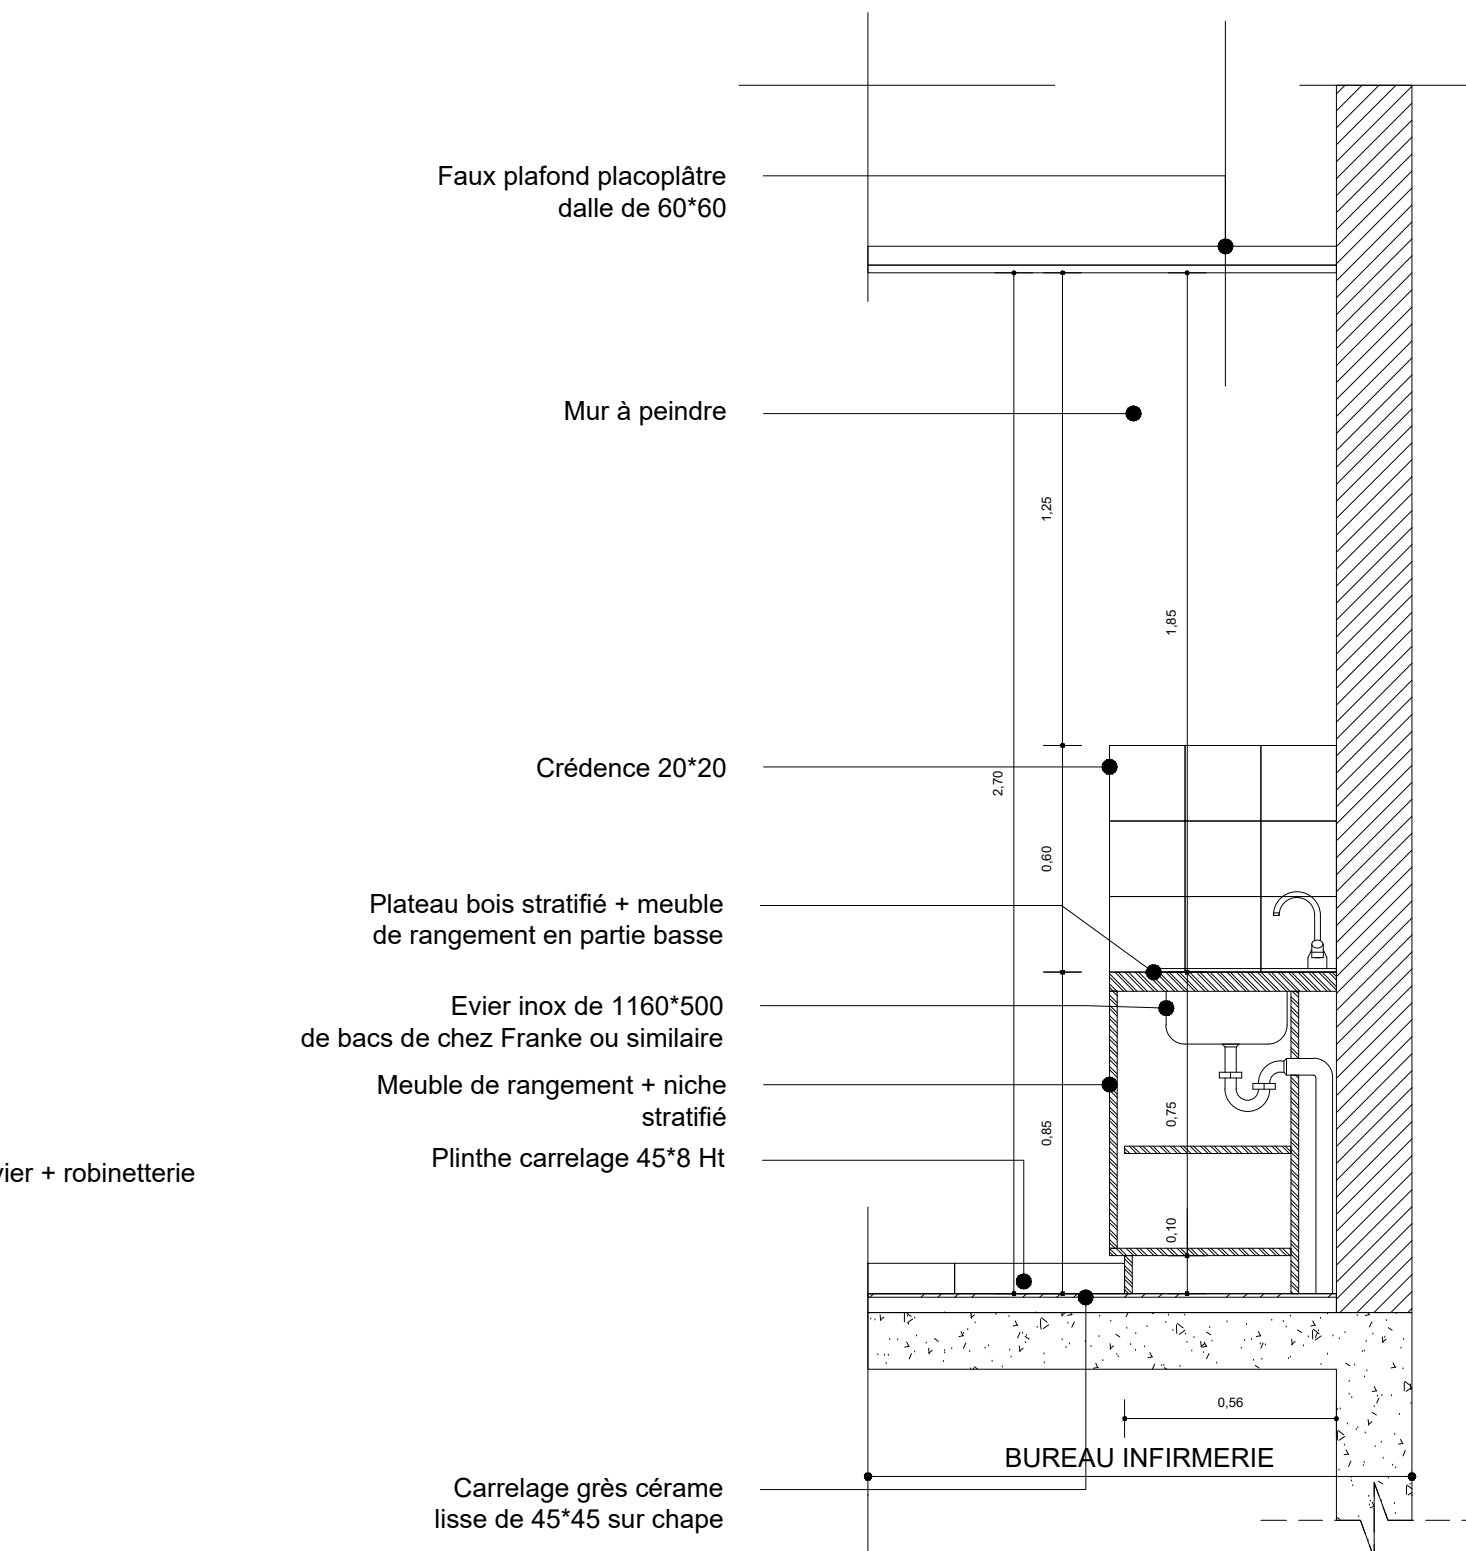 Faux plafond placoplâtre
dalle de 60*60
Mur à peindre
1,25
1,85
Crédence 20*20
2,70
0,60
Plateau bois stratifié + meuble
de rangement en partie basse
Evier inox de 1160*500
de bacs de chez Franke ou similaire
Meuble de rangement + niche
stratifié
0,75
0,85
Plinthe carrelage 45*8 Ht
vier + robinetterie
0,10
0,56
BUREAU INFIRMERIE
Carrelage grès cérame
lisse de 45*45 sur chape